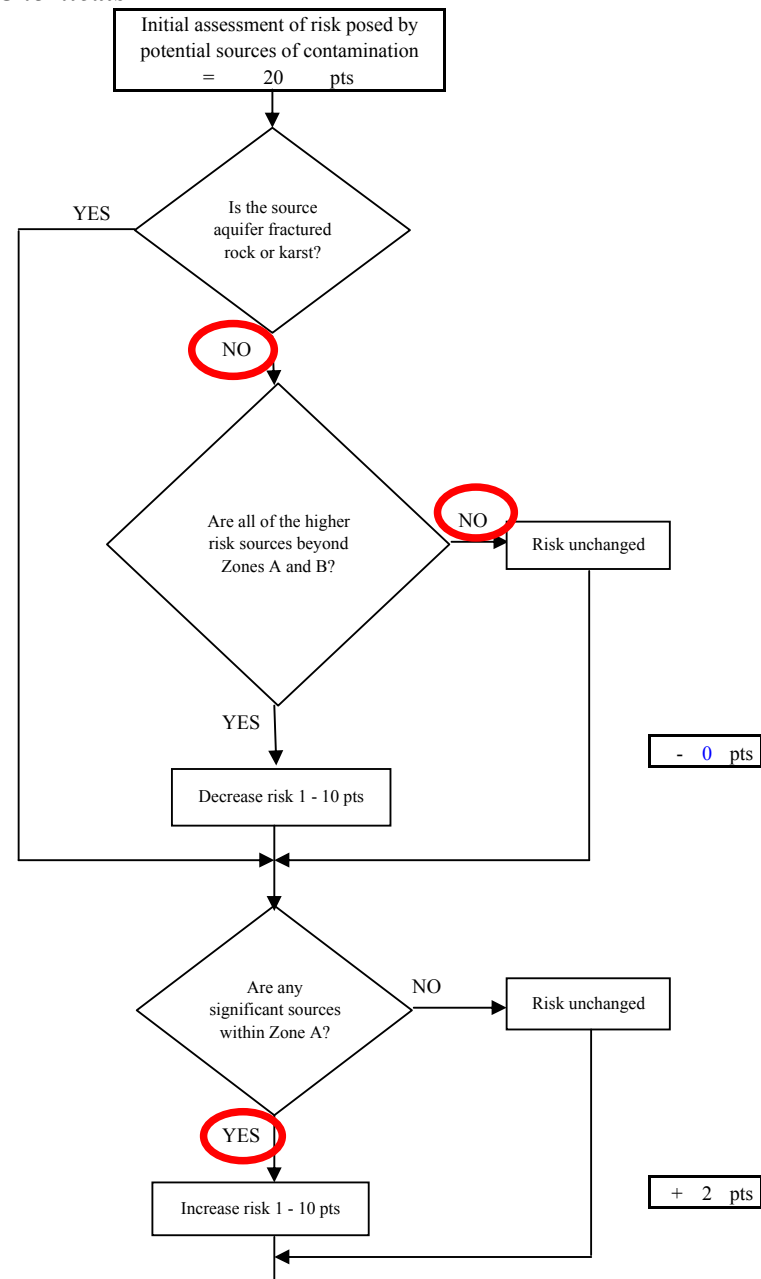 Initial assessment of risk posed by
potential sources of contamination
= 20 pts
YES
Is the source
aquifer fractured
rock or karst?
NO
Are all of the higher
risk sources beyond
Zones A and B?
NO
Risk unchanged
YES
- 0 pts
Decrease risk 1 - 10 pts
Are any
significant sources
within Zone A?
NO
Risk unchanged
YES
+ 2 pts
Increase risk 1 - 10 pts